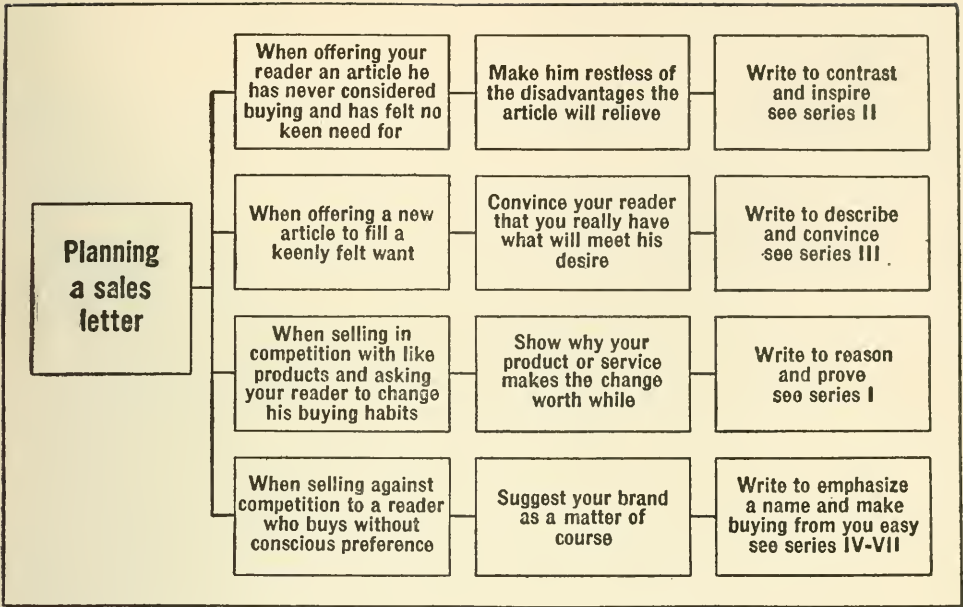 Planning
a sales
letter
When offering your
reader an article he
has never considered
buying and has felt no
keen need for
Make him restless of
the disadvantages the
article will relieve
Write to contrast
and inspire
see series II
When offering a new
article to fill a
keenly felt want
Convince your reader
that you really have
what will meet his
desire
Write to describe
and convince
see series III
When selling in
competition with like
products and asking
your reader to change
his buying habits
Show why your
product or service
makes the change
worth while
Write to reason
and prove
see series I
When selling against
competition to a reader
who buys without
conscious preference
Suggest your brand
as a matter of
course
Write to emphasize
a name and make
buying from you easy
see series IV-VII